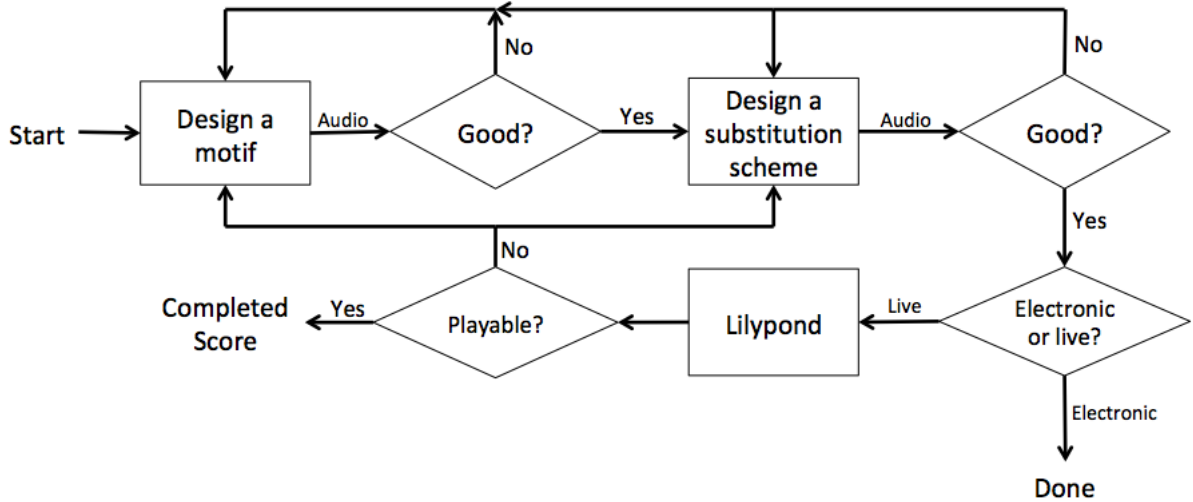 No
No
Start
Design a
motif
Audio
Good?
Yes
Design a
substitution
scheme
Audio
Good?
Yes
No
Completed
Score
Yes
Playable?
Lilypond
Live
Electronic
or live?
Electronic
Done